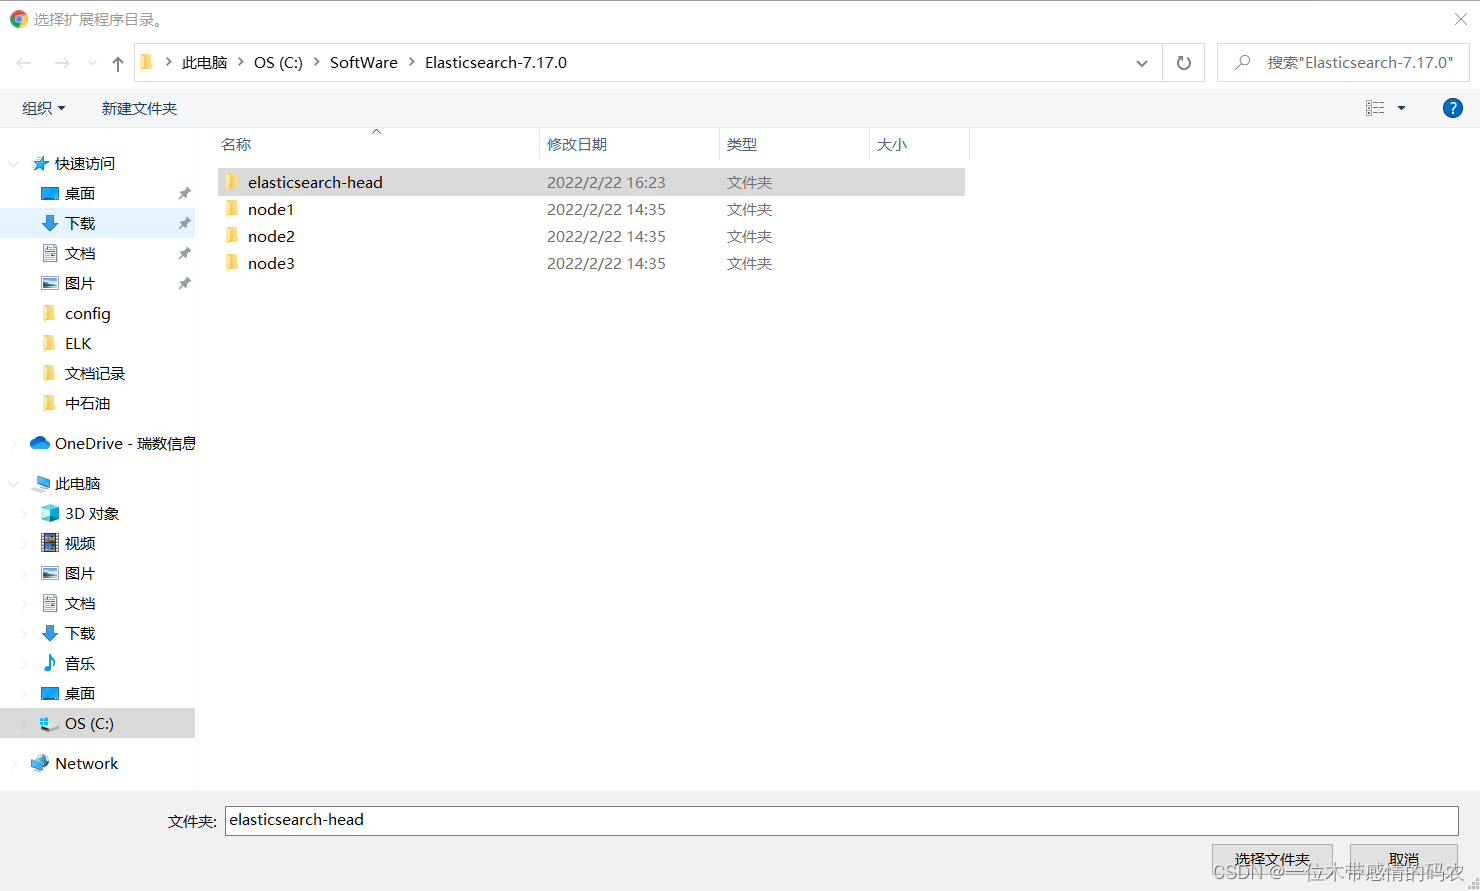 选择扩展程序目录。
此电脑 OS (C:) SoftWare Elasticsearch-7.17.0 搜索"Elasticsearch-7.17.0"
组织 新建文件夹
名称 修改日期 类型 大小
快速访问
桌面
下载
文档
图片
config
ELK
文档记录
中石油
OneDrive - 瑞数信息
此电脑
3D 对象
视频
图片
文档
下载
音乐
桌面
OS (C:)
Network
elasticsearch-head 2022/2/22 16:23 文件夹
node1 2022/2/22 14:35 文件夹
node2 2022/2/22 14:35 文件夹
node3 2022/2/22 14:35 文件夹
文件夹: elasticsearch-head
选择文件夹 取消
CSDN @一位木带感情的码农